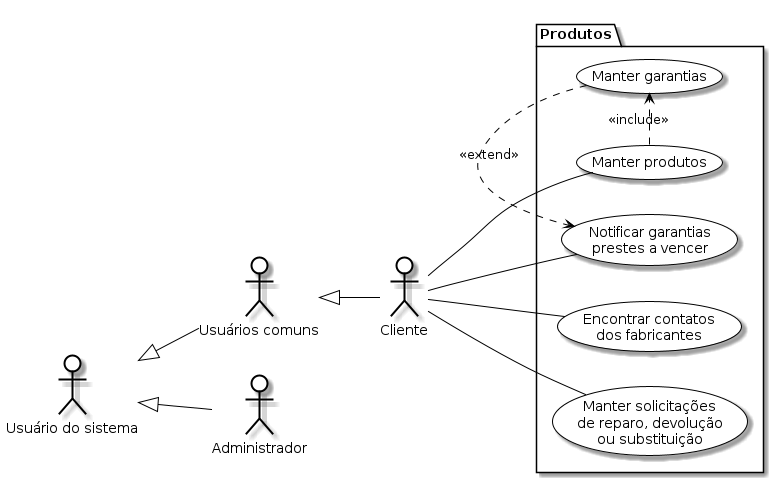 Produtos
Manter garantias
«include»
«extend»
Manter produtos
Notificar garantias
prestes a vencer
Usuários comuns
Cliente
Encontrar contatos
dos fabricantes
Usuário do sistema
Administrador
Manter solicitações
de reparo, devolução
ou substituição